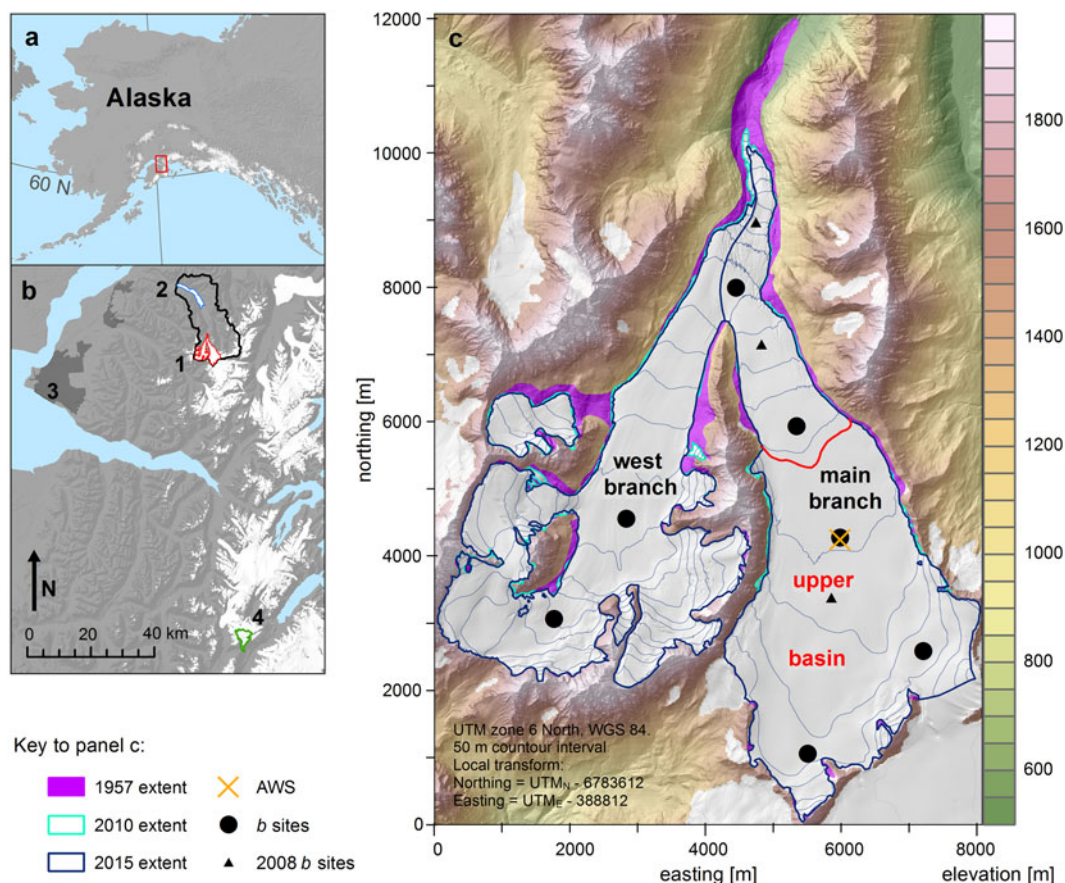 a
Alaska
60 N
b
2
1
3
4
N
0 20 40 km
Key to panel c:
1957 extent
AWS
2010 extent
b sites
2015 extent
2008 b sites
c
12000
10000
8000
6000
4000
2000
0
northing [m]
west
branch
main
branch
upper
basin
UTM zone 6 North, WGS 84.
50 m countour interval
Local transform:
Northing = UTMN - 6783612
Easting = UTME - 388812
0 2000 4000 6000 8000
easting [m]
1800
1600
1400
1200
1000
800
600
elevation [m]